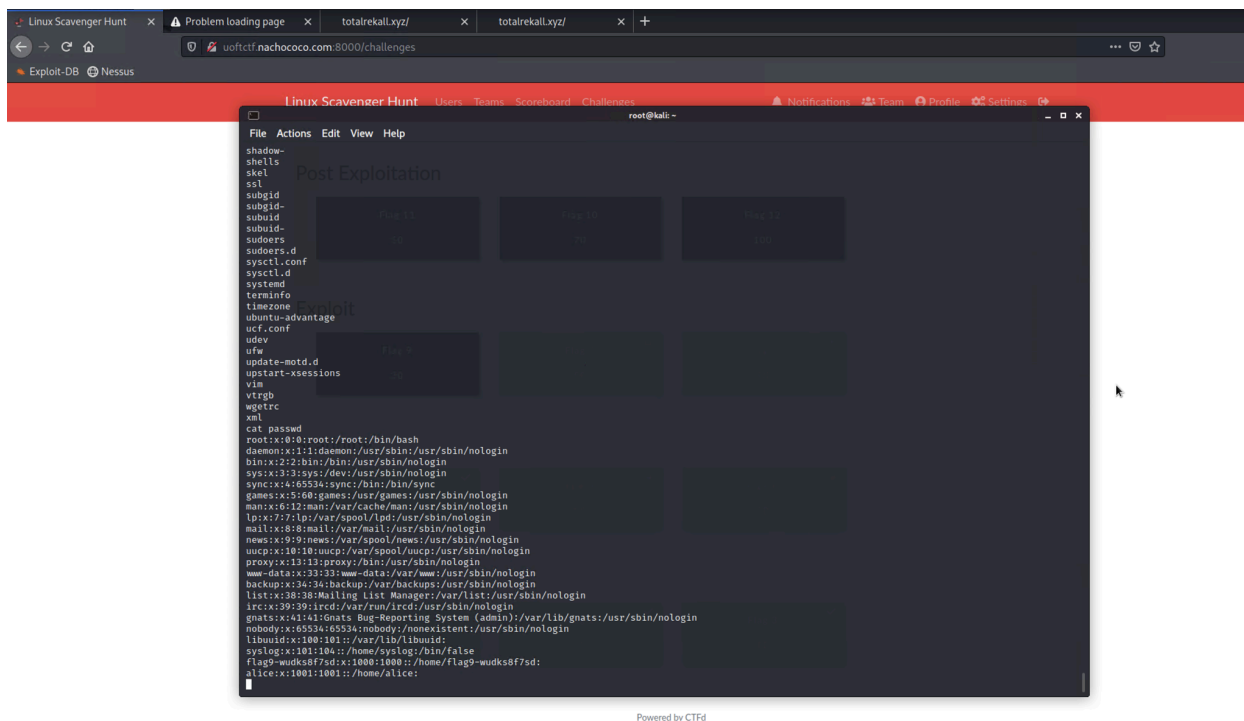 Linux Scavenger Hunt
Problem loading page
totalrekall.xyz/
totalrekall.xyz/
uoftctf.nachococo.com:8000/challenges
Exploit-DB Nessus
Linux Scavenger Hunt Users Teams Scoreboard Challenges Notifications Team Profile Settings
root@kali: ~
File Actions Edit View Help
shadow-
shells
skel
ssl
subgid
subgid-
subuid
subuid-
sudoers
sudoers.d
sysctl.conf
sysctl.d
systemd
terminfo
timezone
ubuntu-advantage
ucf.conf
udev
ufw
update-motd.d
upstart-xsessions
vim
vtrgb
wgetrc
xml
cat passwd
root:x:0:0:root:/root:/bin/bash
daemon:x:1:1:daemon:/usr/sbin:/usr/sbin/nologin
bin:x:2:2:bin:/bin:/usr/sbin/nologin
sys:x:3:3:sys:/dev:/usr/sbin/nologin
sync:x:4:65534:sync:/bin:/bin/sync
games:x:5:60:games:/usr/games:/usr/sbin/nologin
man:x:6:12:man:/var/cache/man:/usr/sbin/nologin
lp:x:7:7:lp:/var/spool/lpd:/usr/sbin/nologin
mail:x:8:8:mail:/var/mail:/usr/sbin/nologin
news:x:9:9:news:/var/spool/news:/usr/sbin/nologin
uucp:x:10:10:uucp:/var/spool/uucp:/usr/sbin/nologin
proxy:x:13:13:proxy:/bin:/usr/sbin/nologin
www-data:x:33:33:www-data:/var/www:/usr/sbin/nologin
backup:x:34:34:backup:/var/backups:/usr/sbin/nologin
list:x:38:38:Mailing List Manager:/var/list:/usr/sbin/nologin
irc:x:39:39:ircd:/var/run/ircd:/usr/sbin/nologin
gnats:x:41:41:Gnats Bug-Reporting System (admin):/var/lib/gnats:/usr/sbin/nologin
nobody:x:65534:65534:nobody:/nonexistent:/usr/sbin/nologin
libuuid:x:100:101::/var/lib/libuuid:
syslog:x:101:104::/home/syslog:/bin/false
flag9-wudks8f7sd:x:1000:1000::/home/flag9-wudks8f7sd:
alice:x:1001:1001::/home/alice:
Post Exploitation
Exploit
Flag 9
Powered by CTFd